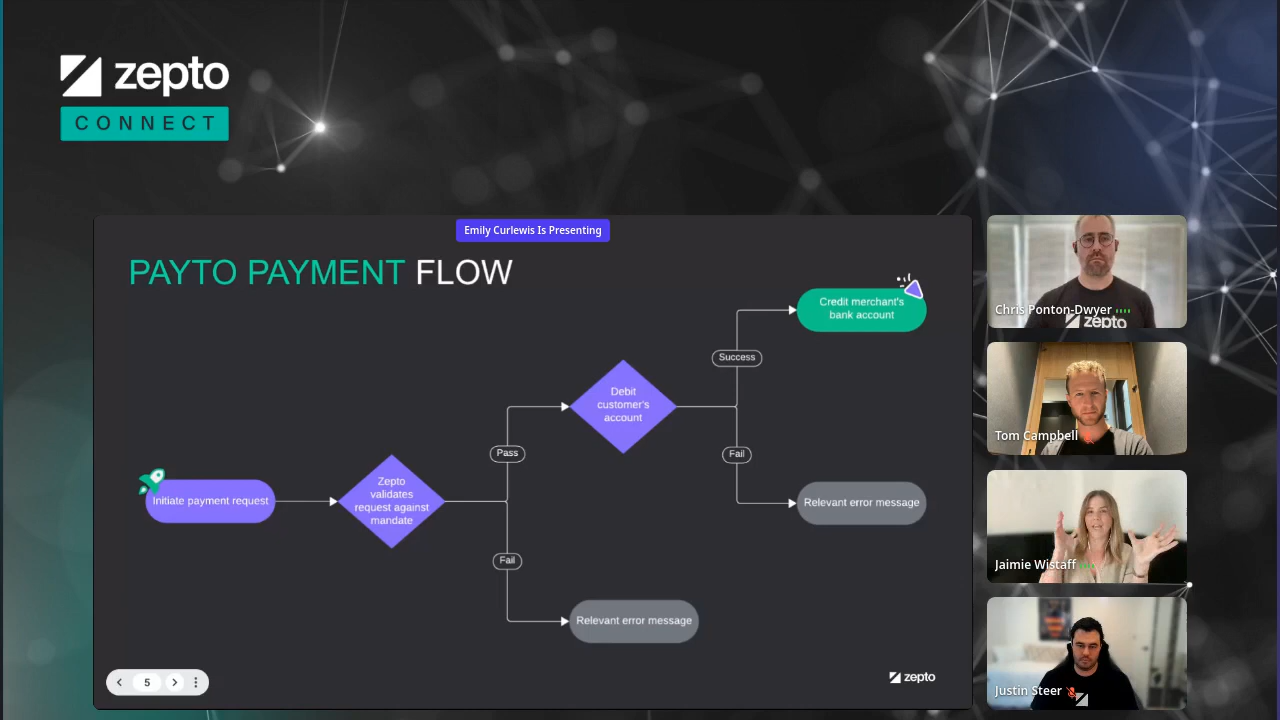 zepto
CONNECT
Emily Curlewis Is Presenting
PAYTO PAYMENT FLOW
Credit merchant's
bank account
Success
Debit
customer's
account
Pass
Fail
Zepto
validates
request against
mandate
Initiate payment request
Relevant error message
Fail
Relevant error message
5
zepto
Chris Ponton-Dwyer
zepto
Tom Campbell
Jaimie Wistaff
Justin Steer